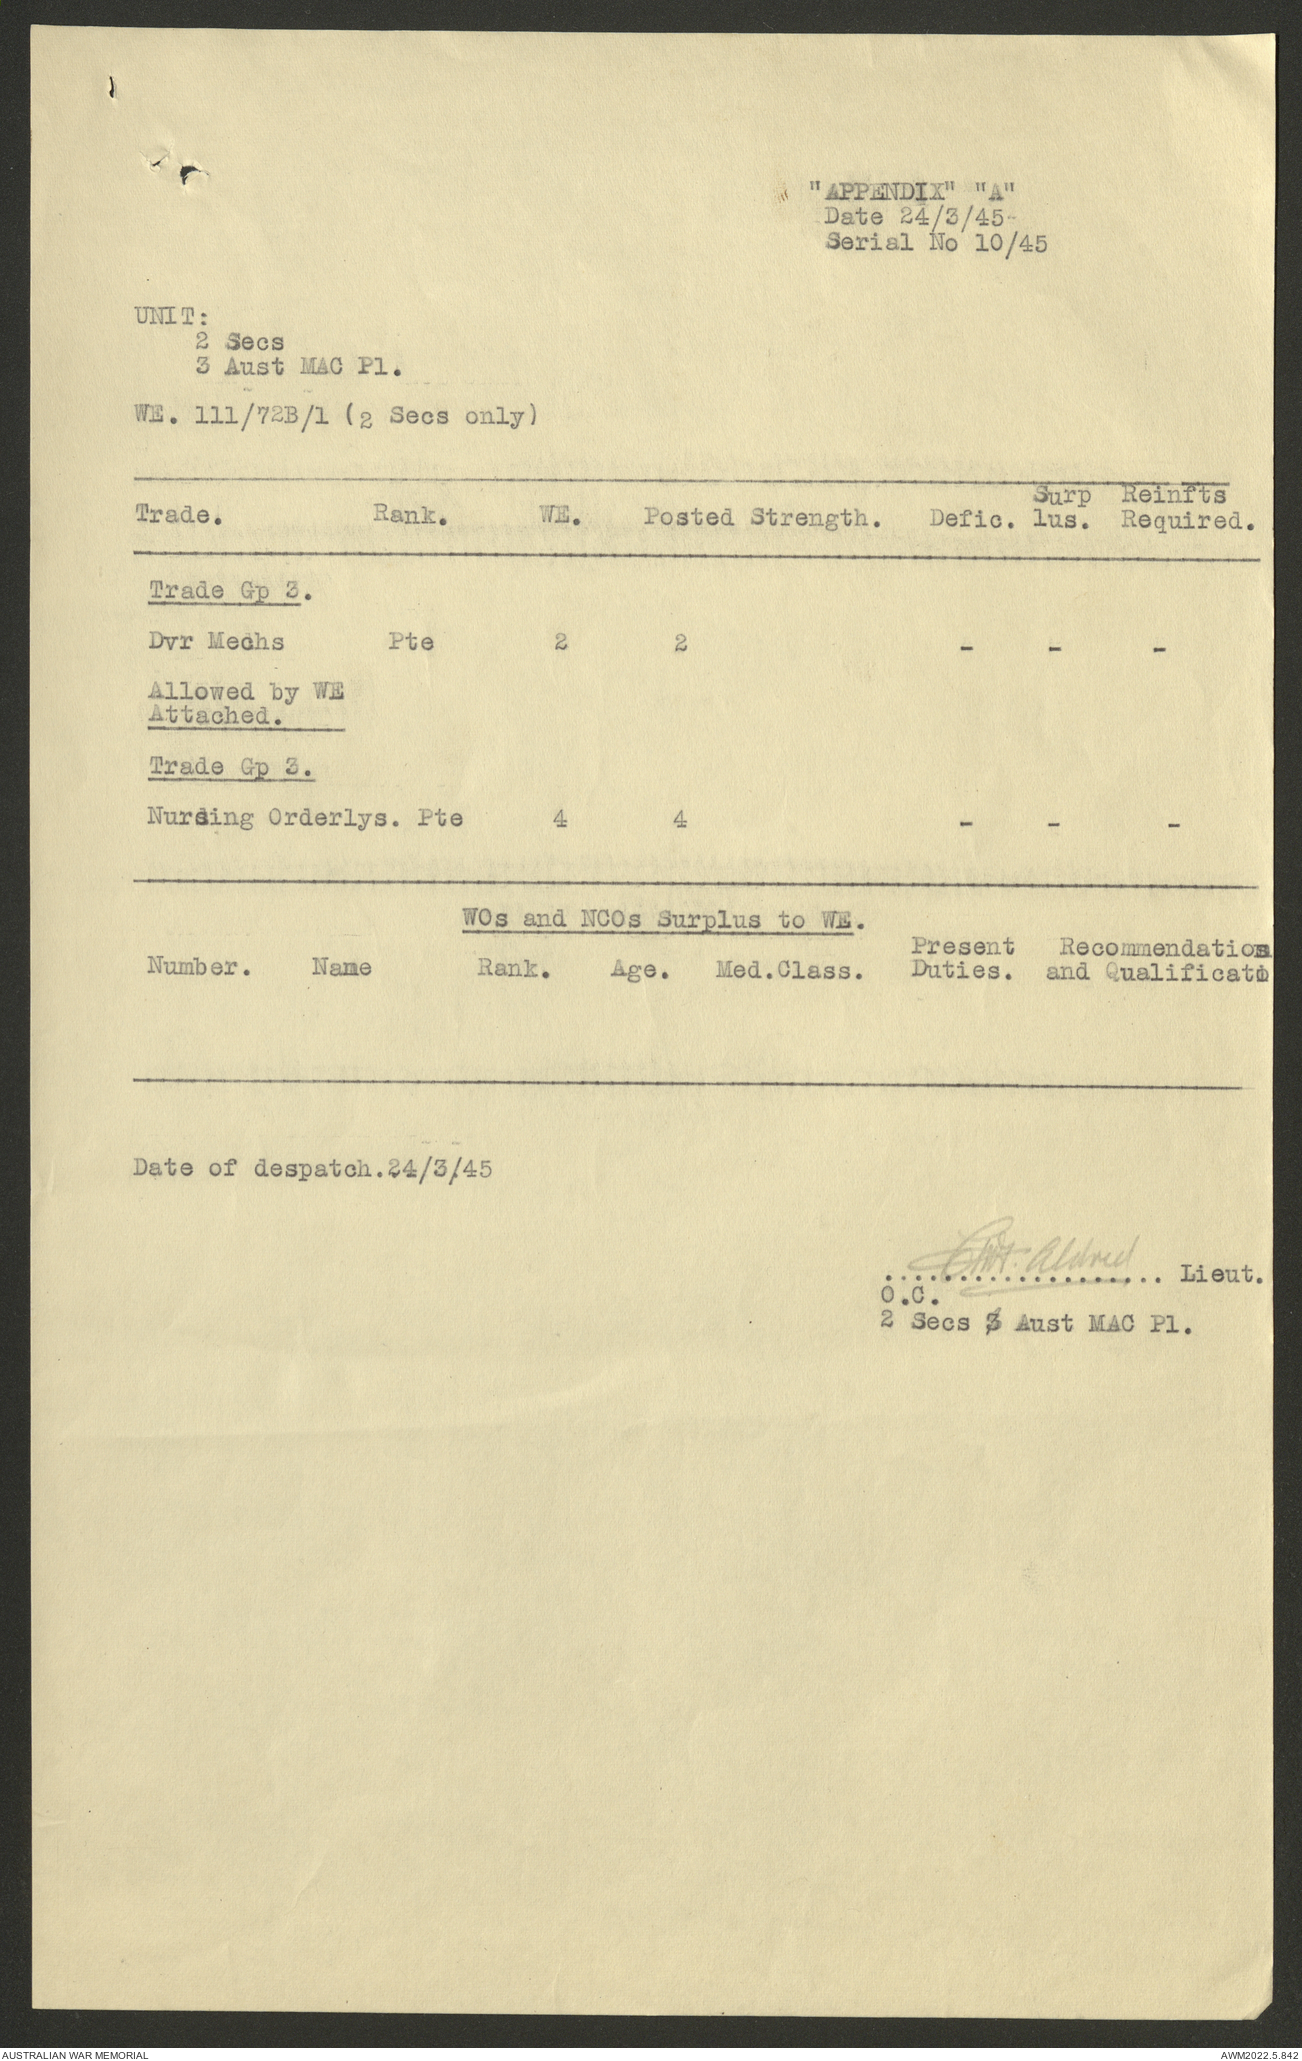 "APPENDIX" "A"
Date 24/3/45-
Serial No 10/45
UNIT:
2 Secs
3 Aust MAC Pl.
WE. 111/72B/1 (2 Secs only)
Trade. Rank. WE. Posted Strength. Defic. Surp lus. Reinfts Required.
Trade Gp 3.
Dvr Mechs Pte 2 2 - - -
Allowed by WE
Attached.
Trade Gp 3.
Nursing Orderlys. Pte 4 4 - - -
WOs and NCOs Surplus to WE.
Number. Name Rank. Age. Med.Class. Present Duties. Recommendation and Qualificatio
Date of despatch.24/3/45
Aldred
.................... Lieut.
O.C.
2 Secs 3 Aust MAC Pl.
AUSTRALIAN WAR MEMORIAL
AWM2022.5.842